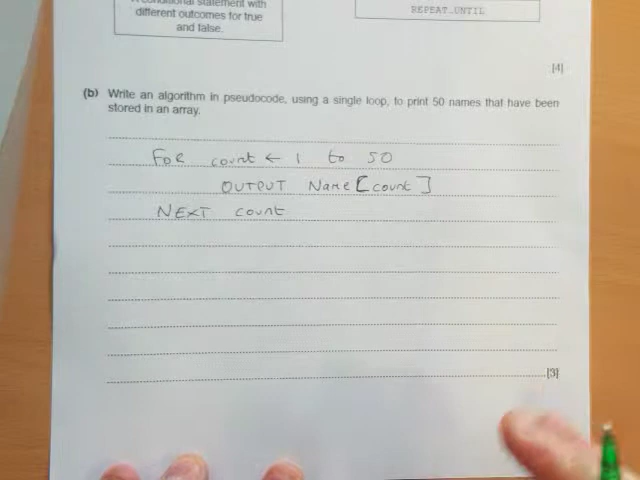 A conditional statement with
different outcomes for true
and false.
REPEAT...UNTIL
[4]
(b) Write an algorithm in pseudocode, using a single loop, to print 50 names that have been
stored in an array.
FOR count ← 1 to 50
OUTPUT Name[count]
NEXT count
[3]